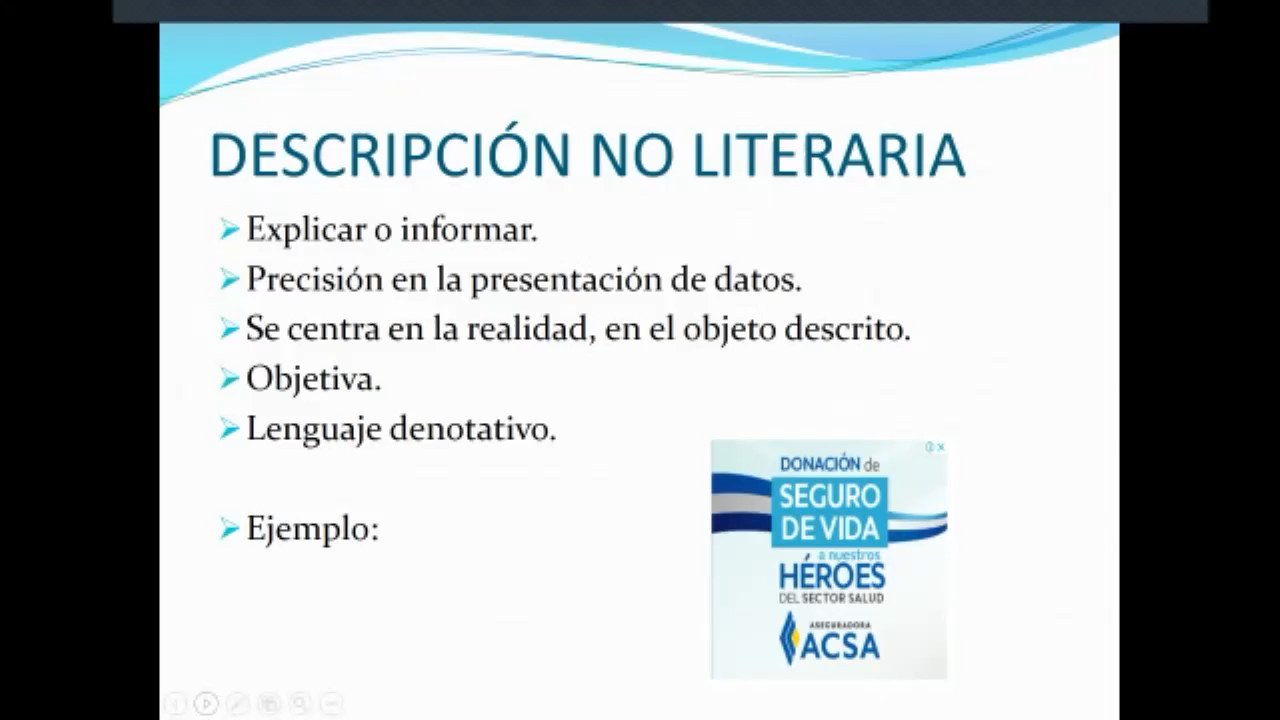 DESCRIPCIÓN NO LITERARIA
Explicar o informar.
Precisión en la presentación de datos.
Se centra en la realidad, en el objeto descrito.
Objetiva.
Lenguaje denotativo.
Ejemplo:
DONACIÓN de
SEGURO
DE VIDA
a nuestros
HÉROES
DEL SECTOR SALUD
ASEGURADORA
ACSA